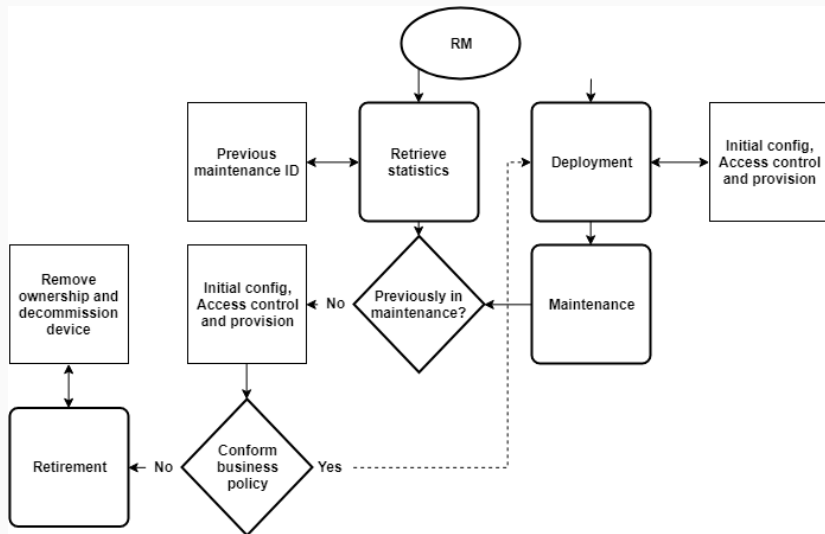 RM
Previous
maintenance ID
Retrieve
statistics
Deployment
Initial config,
Access control
and provision
Remove
ownership and
decommission
device
Initial config,
Access control
and provision
No
Previously in
maintenance?
Maintenance
Retirement
No
Conform
business
policy
Yes